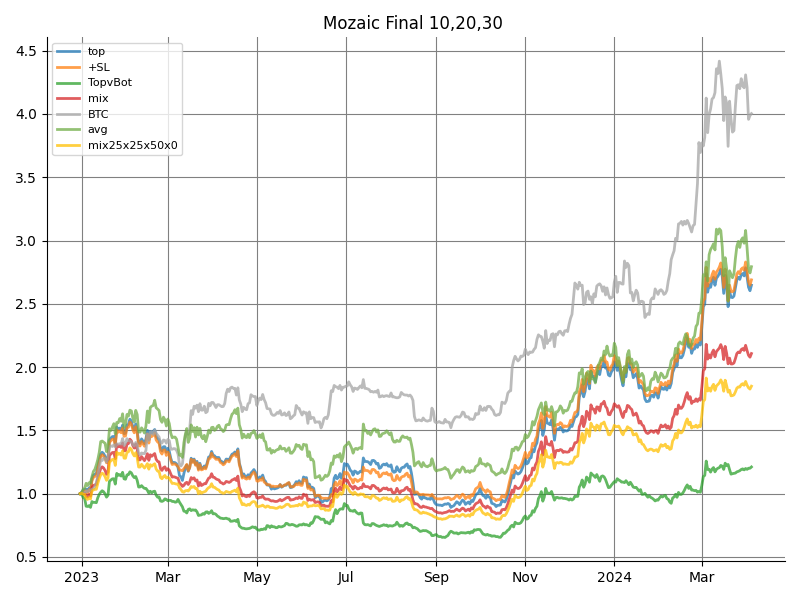 Mozaic Final 10,20,30
top
+SL
TopvBot
mix
BTC
avg
mix25x25x50x0
4.5
4.0
3.5
3.0
2.5
2.0
1.5
1.0
0.5
2023
Mar
May
Jul
Sep
Nov
2024
Mar